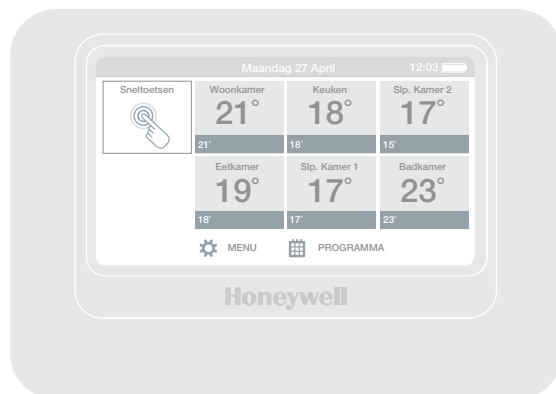 Maandag 27 April 12:03
Sneltoetsen
Woonkamer
21°
21°
Keuken
18°
18°
Slp. Kamer 2
17°
15°
Eetkamer
19°
18°
Slp. Kamer 1
17°
17°
Badkamer
23°
23°
MENU PROGRAMMA
Honeywell